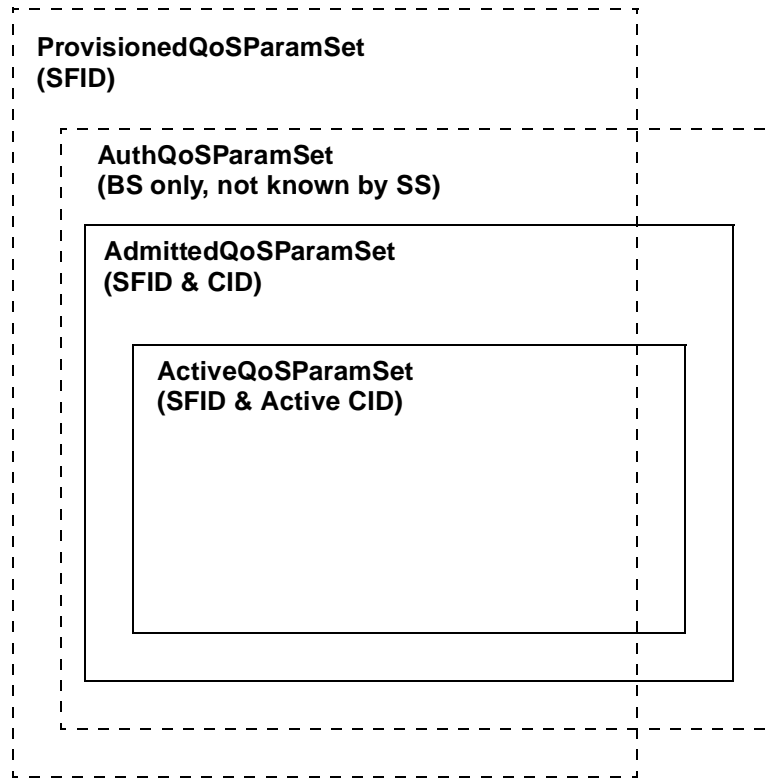 ProvisionedQoSParamSet
(SFID)
AuthQoSParamSet
(BS only, not known by SS)
AdmittedQoSParamSet
(SFID & CID)
ActiveQoSParamSet
(SFID & Active CID)